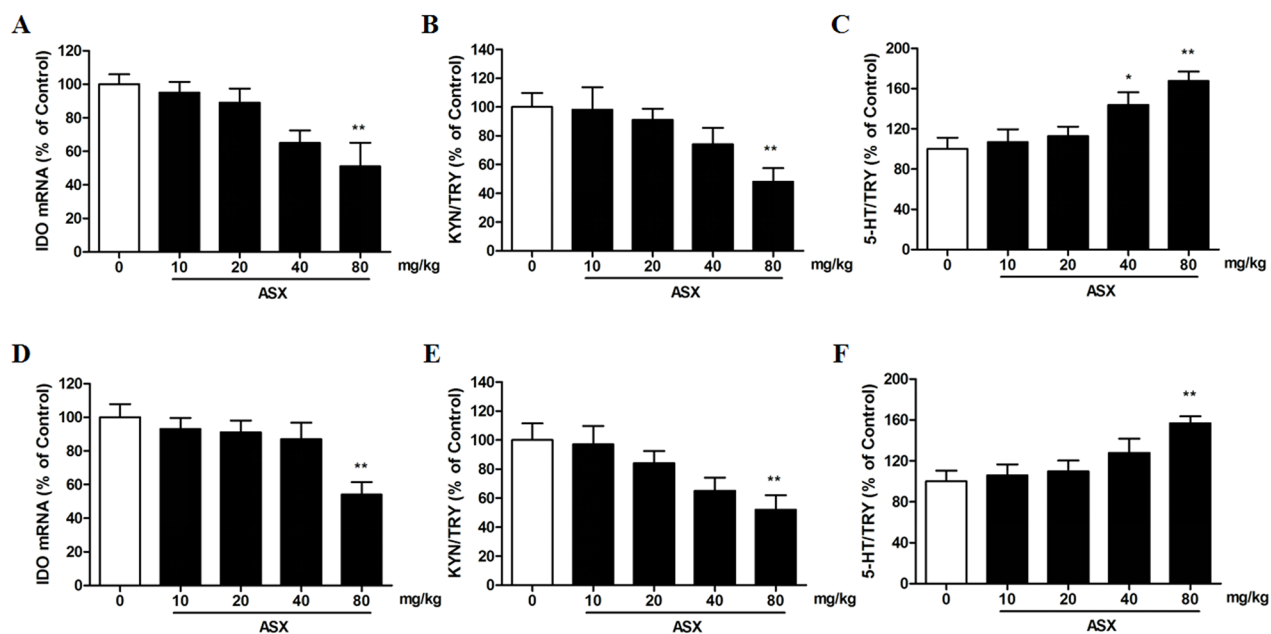 A
IDO mRNA (% of Control)
120
100
80
60
40
20
0
**
0 10 20 40 80 mg/kg
ASX
B
KYN/TRY (% of Control)
140
120
100
80
60
40
20
0
**
0 10 20 40 80 mg/kg
ASX
C
5-HT/TRY (% of Control)
200
160
120
80
40
0
*
**
0 10 20 40 80 mg/kg
ASX
D
IDO mRNA (% of Control)
120
100
80
60
40
20
0
**
0 10 20 40 80 mg/kg
ASX
E
KYN/TRY (% of Control)
140
120
100
80
60
40
20
0
**
0 10 20 40 80 mg/kg
ASX
F
5-HT/TRY (% of Control)
200
160
120
80
40
0
**
0 10 20 40 80 mg/kg
ASX